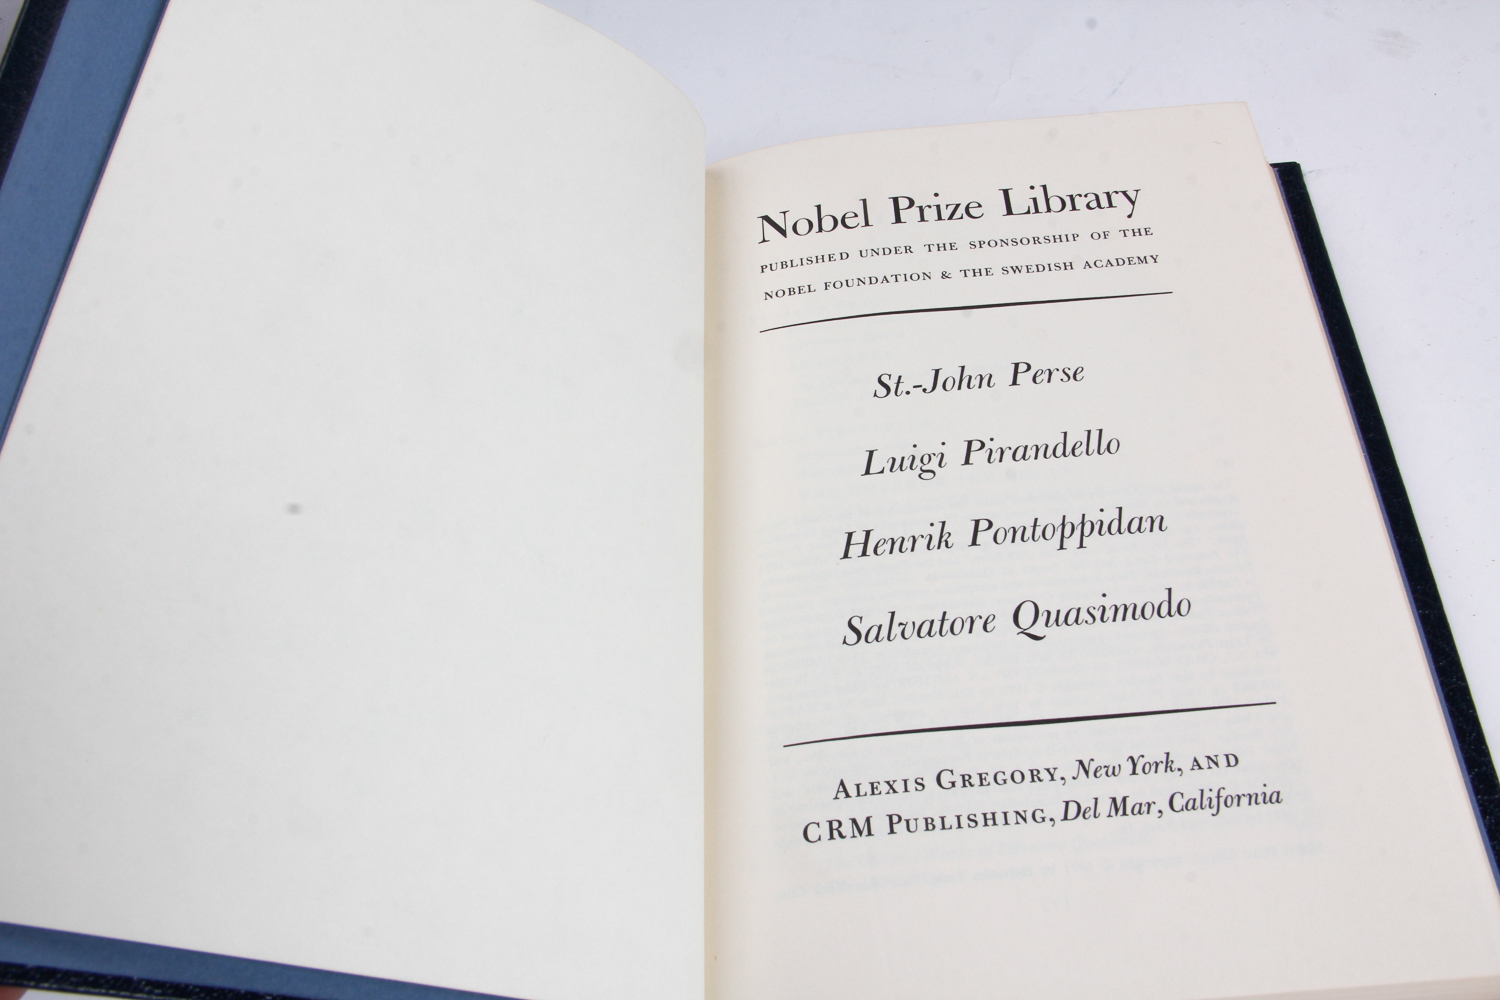 Nobel Prize Library
PUBLISHED UNDER THE SPONSORSHIP OF THE
NOBEL FOUNDATION & THE SWEDISH ACADEMY
St.-John Perse
Luigi Pirandello
Henrik Pontoppidan
Salvatore Quasimodo
ALEXIS GREGORY, New York, AND
CRM PUBLISHING, Del Mar, California